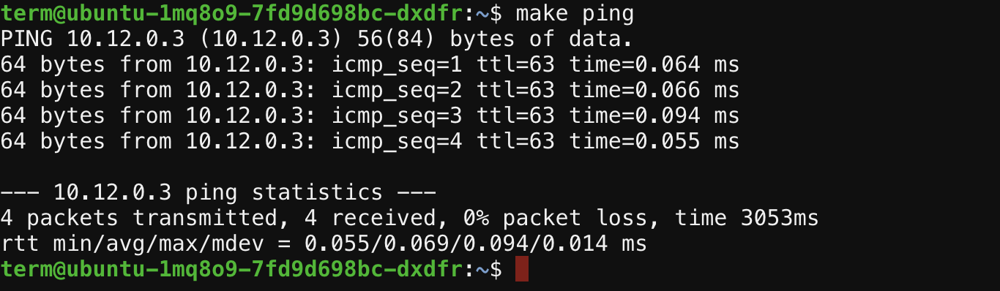 term@ubuntu-1mq8o9-7fd9d698bc-dxdfr:~$ make ping
PING 10.12.0.3 (10.12.0.3) 56(84) bytes of data.
64 bytes from 10.12.0.3: icmp_seq=1 ttl=63 time=0.064 ms
64 bytes from 10.12.0.3: icmp_seq=2 ttl=63 time=0.066 ms
64 bytes from 10.12.0.3: icmp_seq=3 ttl=63 time=0.094 ms
64 bytes from 10.12.0.3: icmp_seq=4 ttl=63 time=0.055 ms

--- 10.12.0.3 ping statistics ---
4 packets transmitted, 4 received, 0% packet loss, time 3053ms
rtt min/avg/max/mdev = 0.055/0.069/0.094/0.014 ms
term@ubuntu-1mq8o9-7fd9d698bc-dxdfr:~$